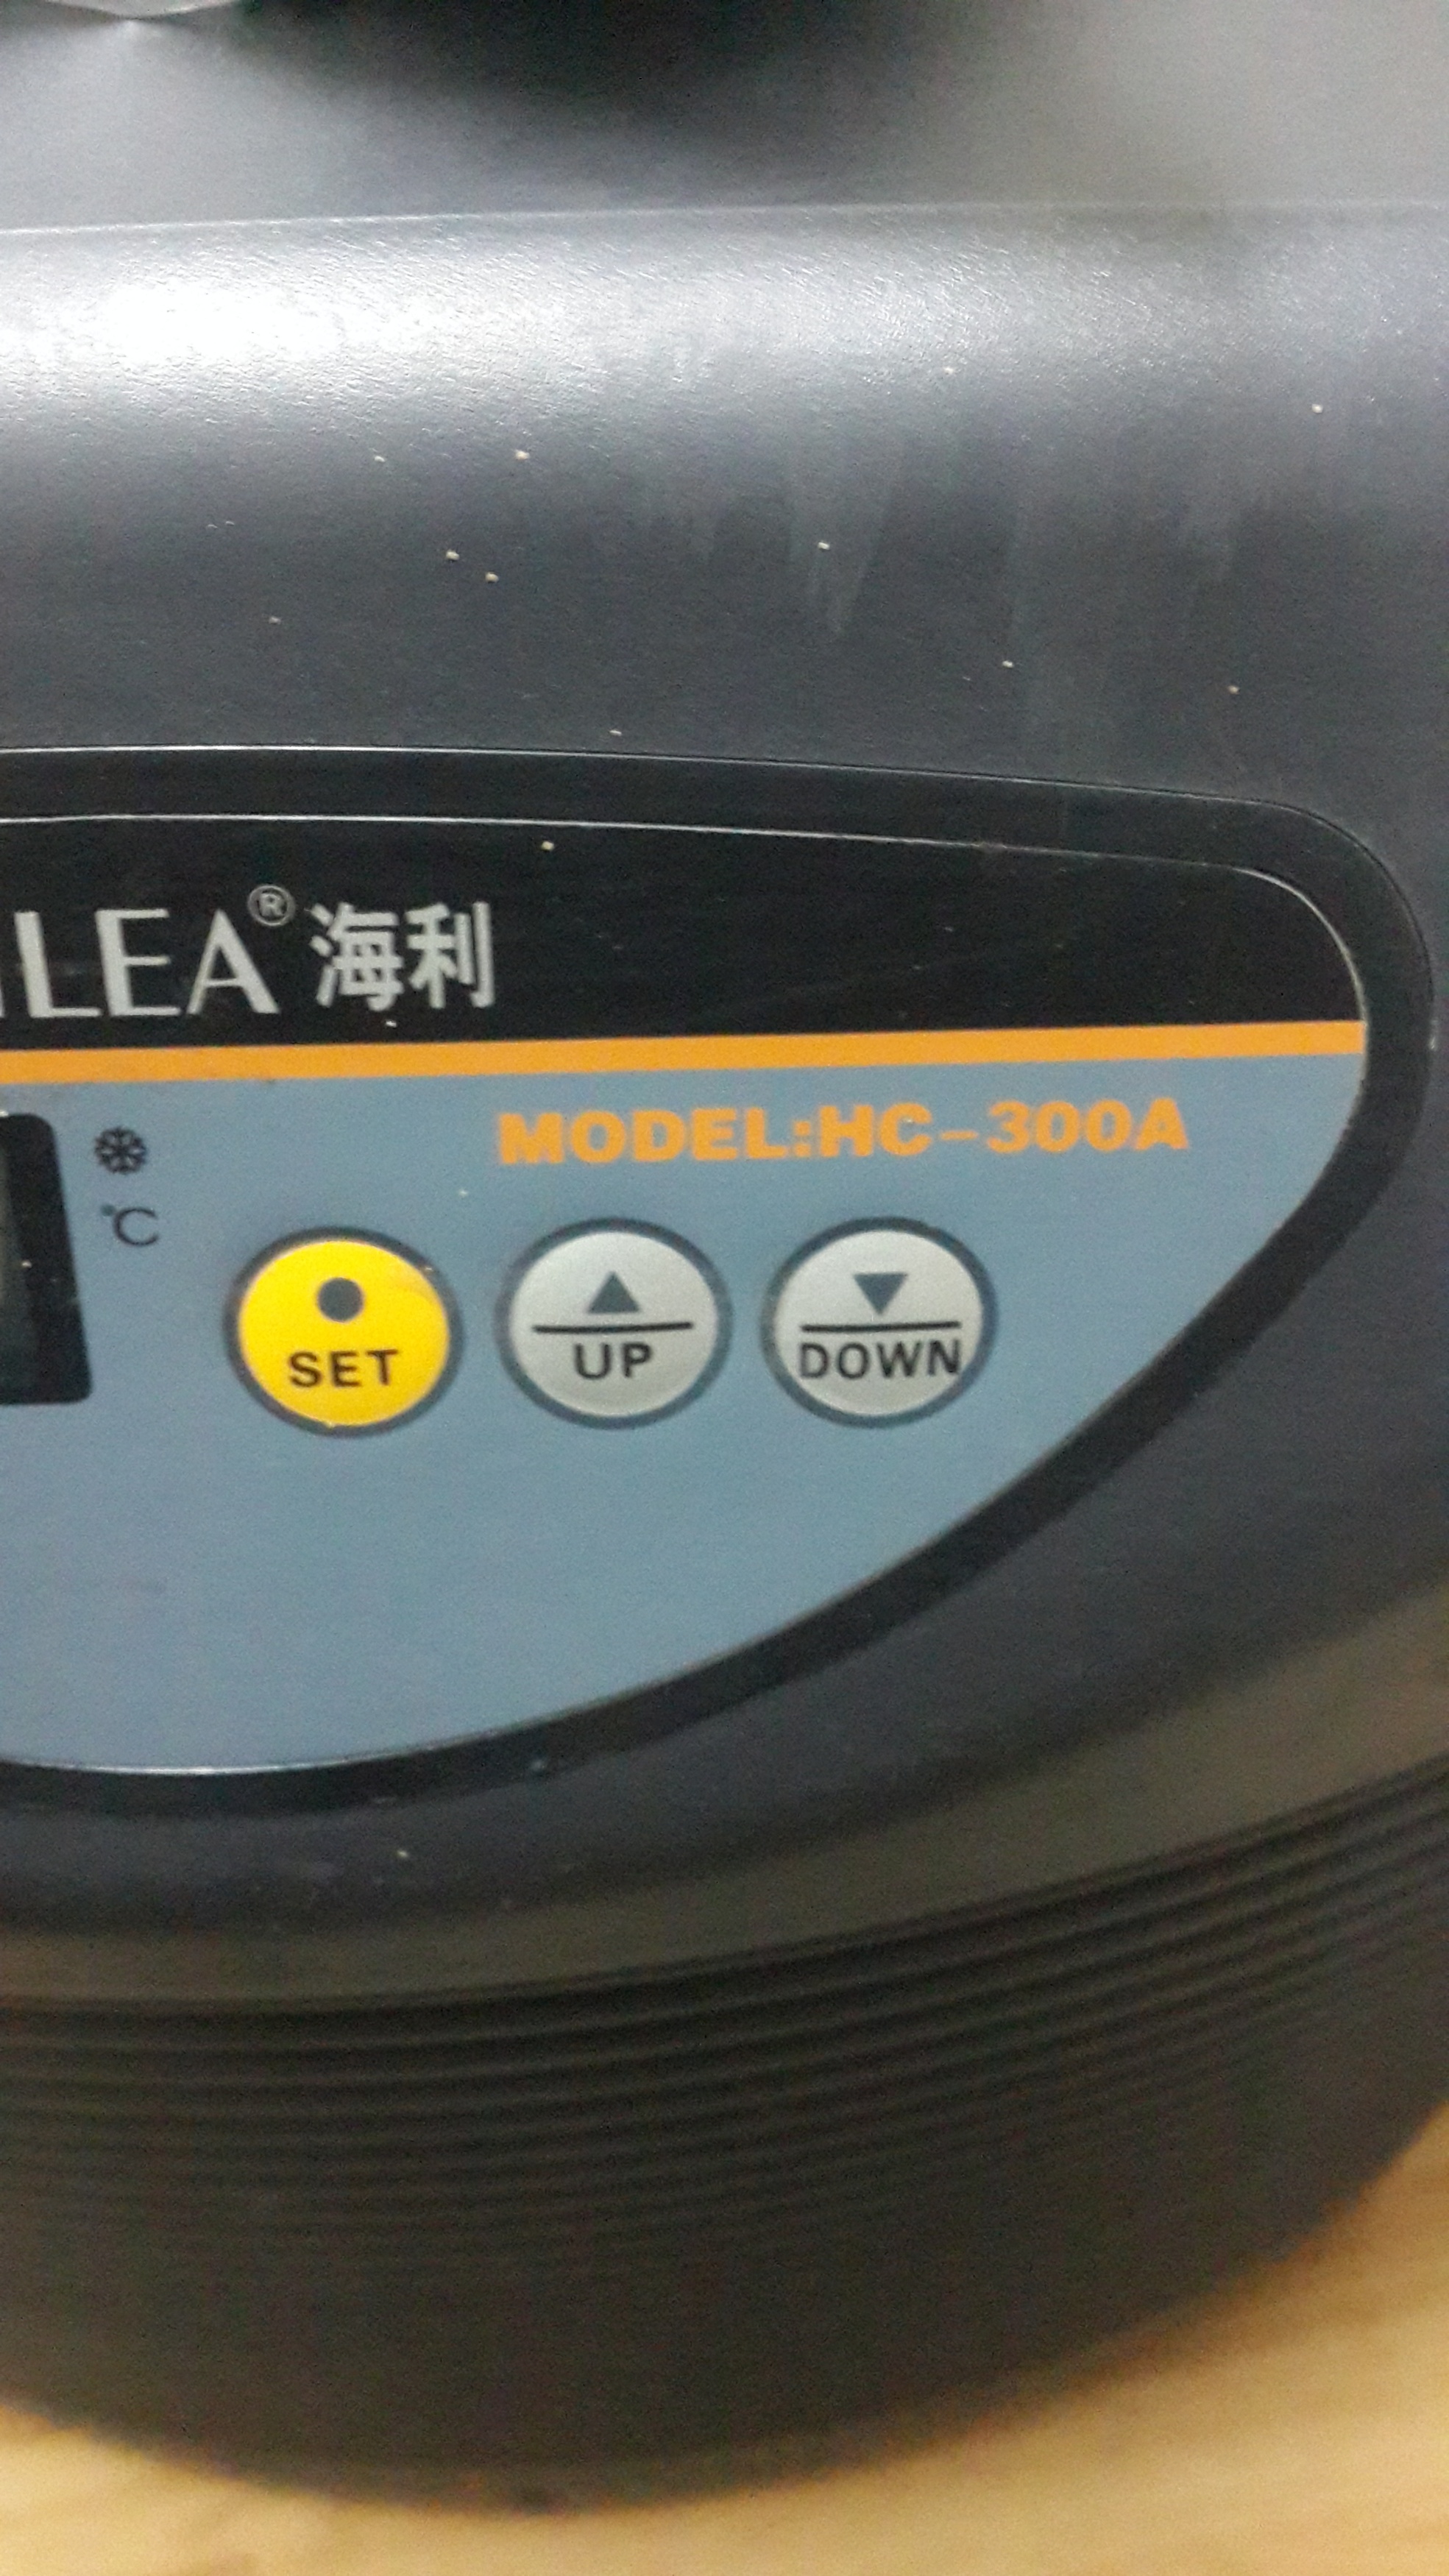 ILEA® 海利
MODEL:HC-300A
℃
SET
UP
DOWN